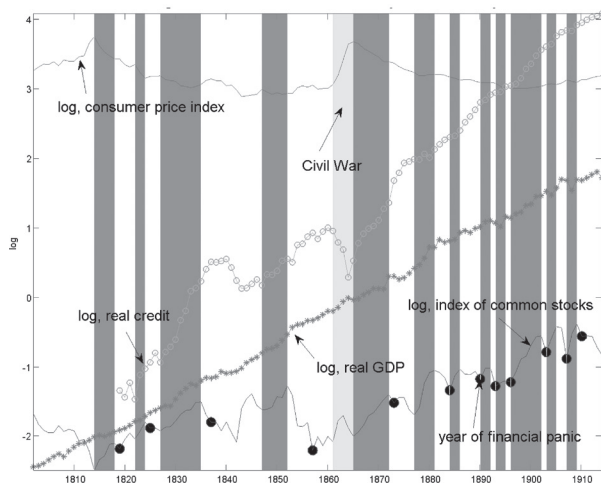 4
3
2
1
0
-1
-2
log
log, consumer price index
Civil War
log, real credit
log, real GDP
log, index of common stocks
year of financial panic
1810 1820 1830 1840 1850 1860 1870 1880 1890 1900 1910